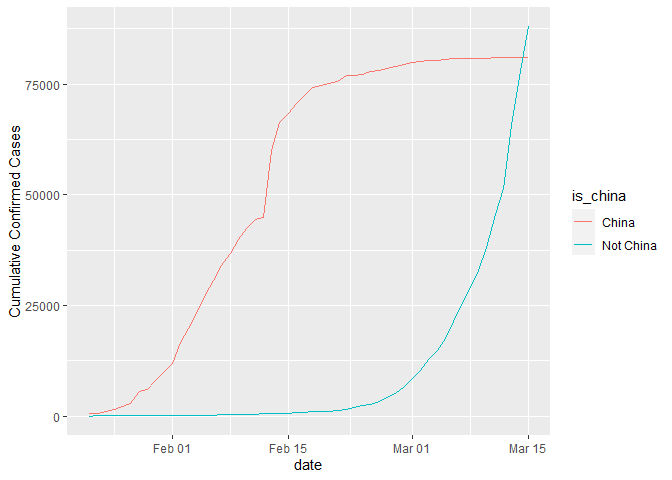 Cumulative Confirmed Cases
75000
50000
25000
0
Feb 01
Feb 15
Mar 01
Mar 15
date
is_china
China
Not China